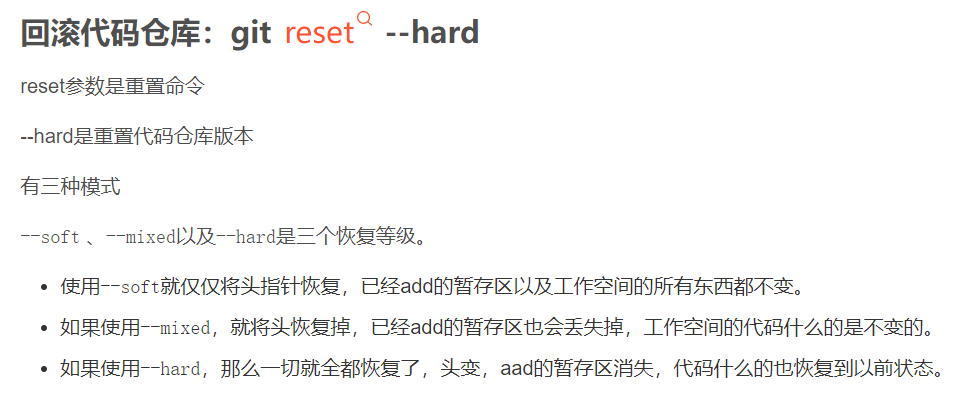 回滚代码仓库：git reset --hard
reset参数是重置命令
--hard是重置代码仓库版本
有三种模式
--soft 、--mixed以及--hard是三个恢复等级。
• 使用--soft就仅仅将头指针恢复，已经add的暂存区以及工作空间的所有东西都不变。
• 如果使用--mixed，就将头恢复掉，已经add的暂存区也会丢失掉，工作空间的代码什么的是不变的。
• 如果使用--hard，那么一切就全都恢复了，头变，aad的暂存区消失，代码什么的也恢复到以前状态。